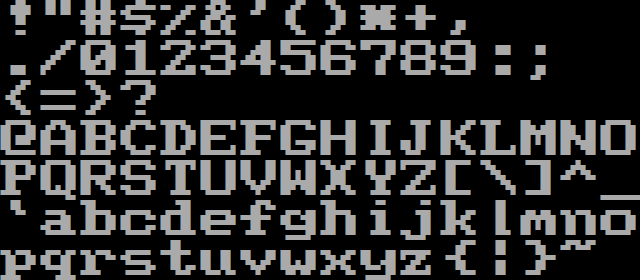 !"#$%&'()*+,
./0123456789:;
<=>?
@ABCDEFGHIJKLMNO
PQRSTUVWXYZ[\]^_
`abcdefghijklmno
pqrstuvwxyz{|}~